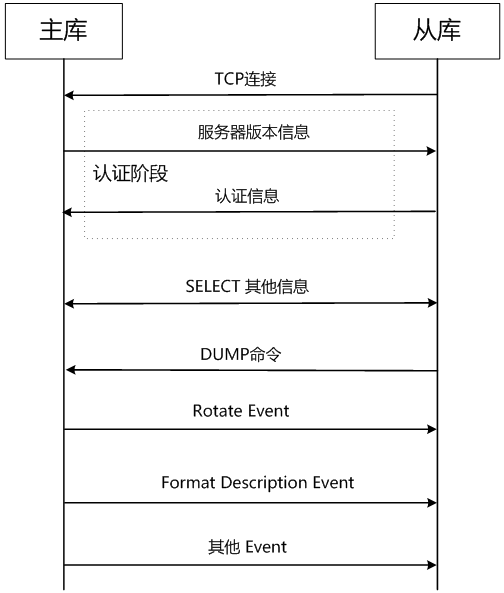 主库
从库
TCP连接
服务器版本信息
认证阶段
认证信息
SELECT 其他信息
DUMP命令
Rotate Event
Format Description Event
其他 Event